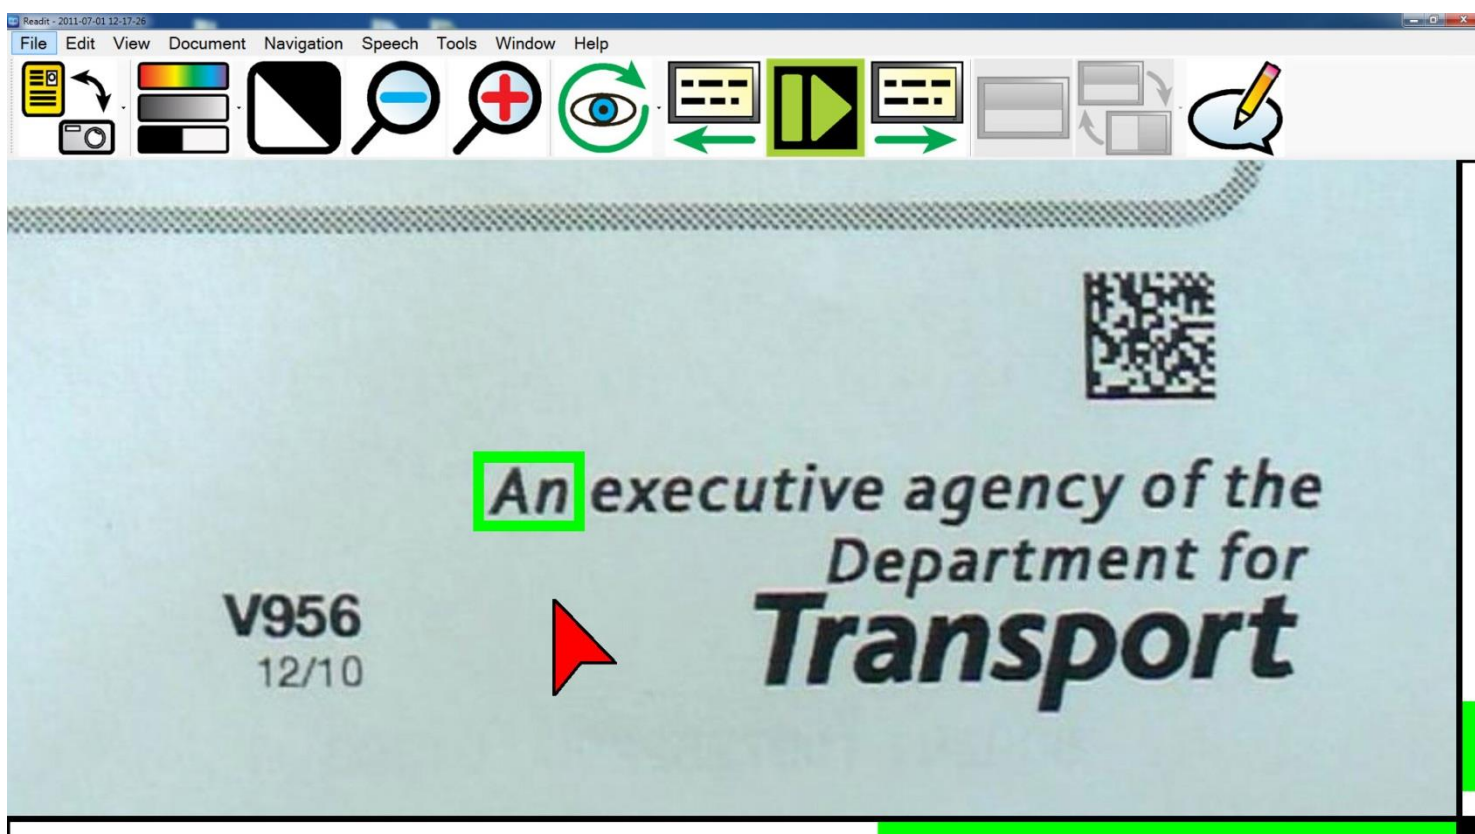 Readit - 2011-07-01 12-17-26
File Edit View Document Navigation Speech Tools Window Help
An executive agency of the
Department for
Transport
V956
12/10